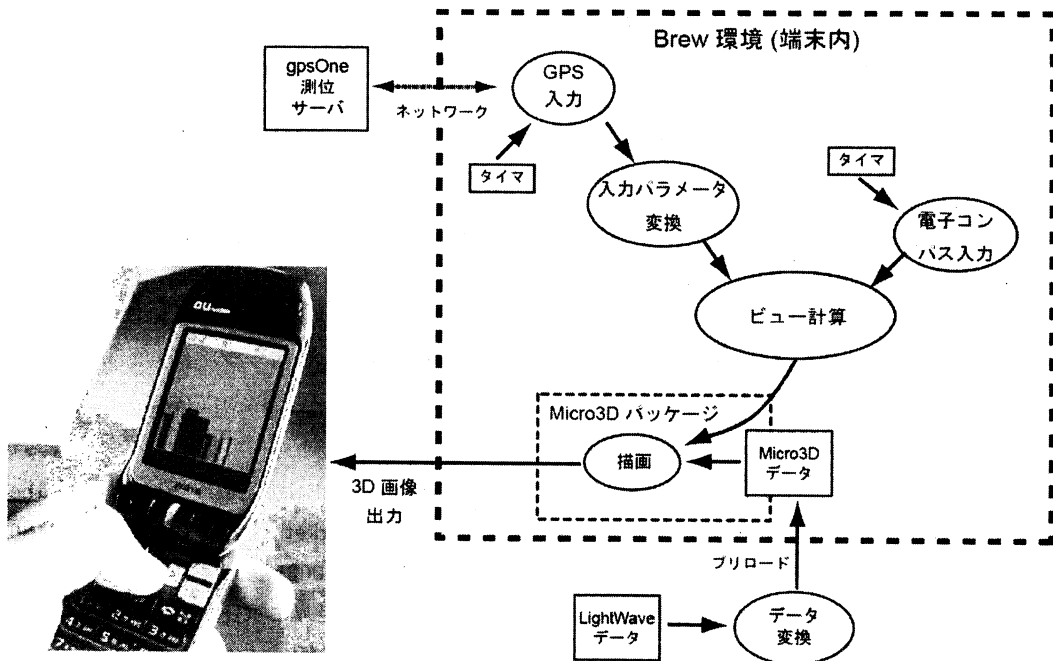 Brew 環境 (端末内)
gpsOne
測位
サーバ
ネットワーク
GPS
入力
タイマ
入力パラメータ
変換
タイマ
電子コン
パス入力
ビュー計算
Micro3D パッケージ
描画
Micro3D
データ
3D 画像
出力
プリロード
LightWave
データ
データ
変換
au